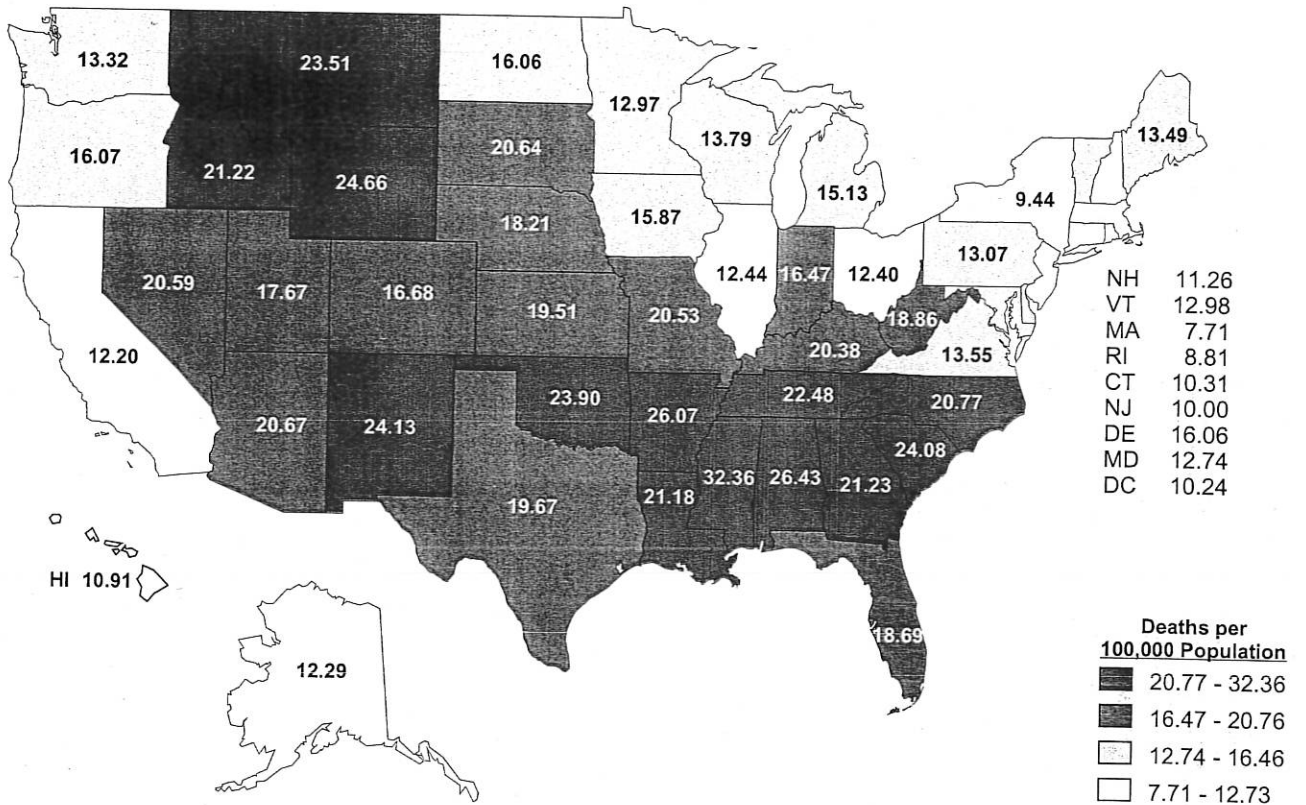 13.32
23.51
16.06
12.97
13.79
13.49
16.07
21.22
24.66
20.64
15.13
9.44
18.21
15.87
13.07
20.59
17.67
16.68
19.51
20.53
12.44
16.47
12.40
18.86
12.20
20.38
13.55
20.67
24.13
23.90
26.07
22.48
20.77
24.08
19.67
21.18
32.36
26.43
21.23
18.69
HI 10.91
12.29
NH 11.26
VT 12.98
MA 7.71
RI 8.81
CT 10.31
NJ 10.00
DE 16.06
MD 12.74
DC 10.24
Deaths per
100,000 Population
20.77 - 32.36
16.47 - 20.76
12.74 - 16.46
7.71 - 12.73